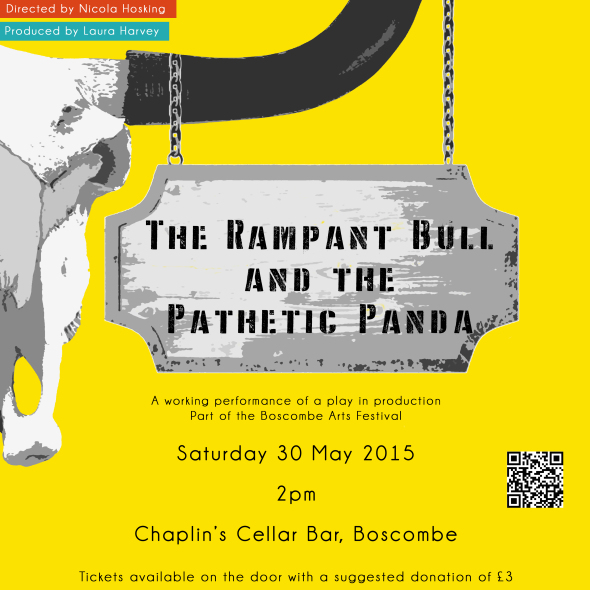 Directed by Nicola Hosking
Produced by Laura Harvey
The Rampant Bull
and the
Pathetic Panda
A working performance of a play in production
Part of the Boscombe Arts Festival
Saturday 30 May 2015
2pm
Chaplin's Cellar Bar, Boscombe
Tickets available on the door with a suggested donation of £3